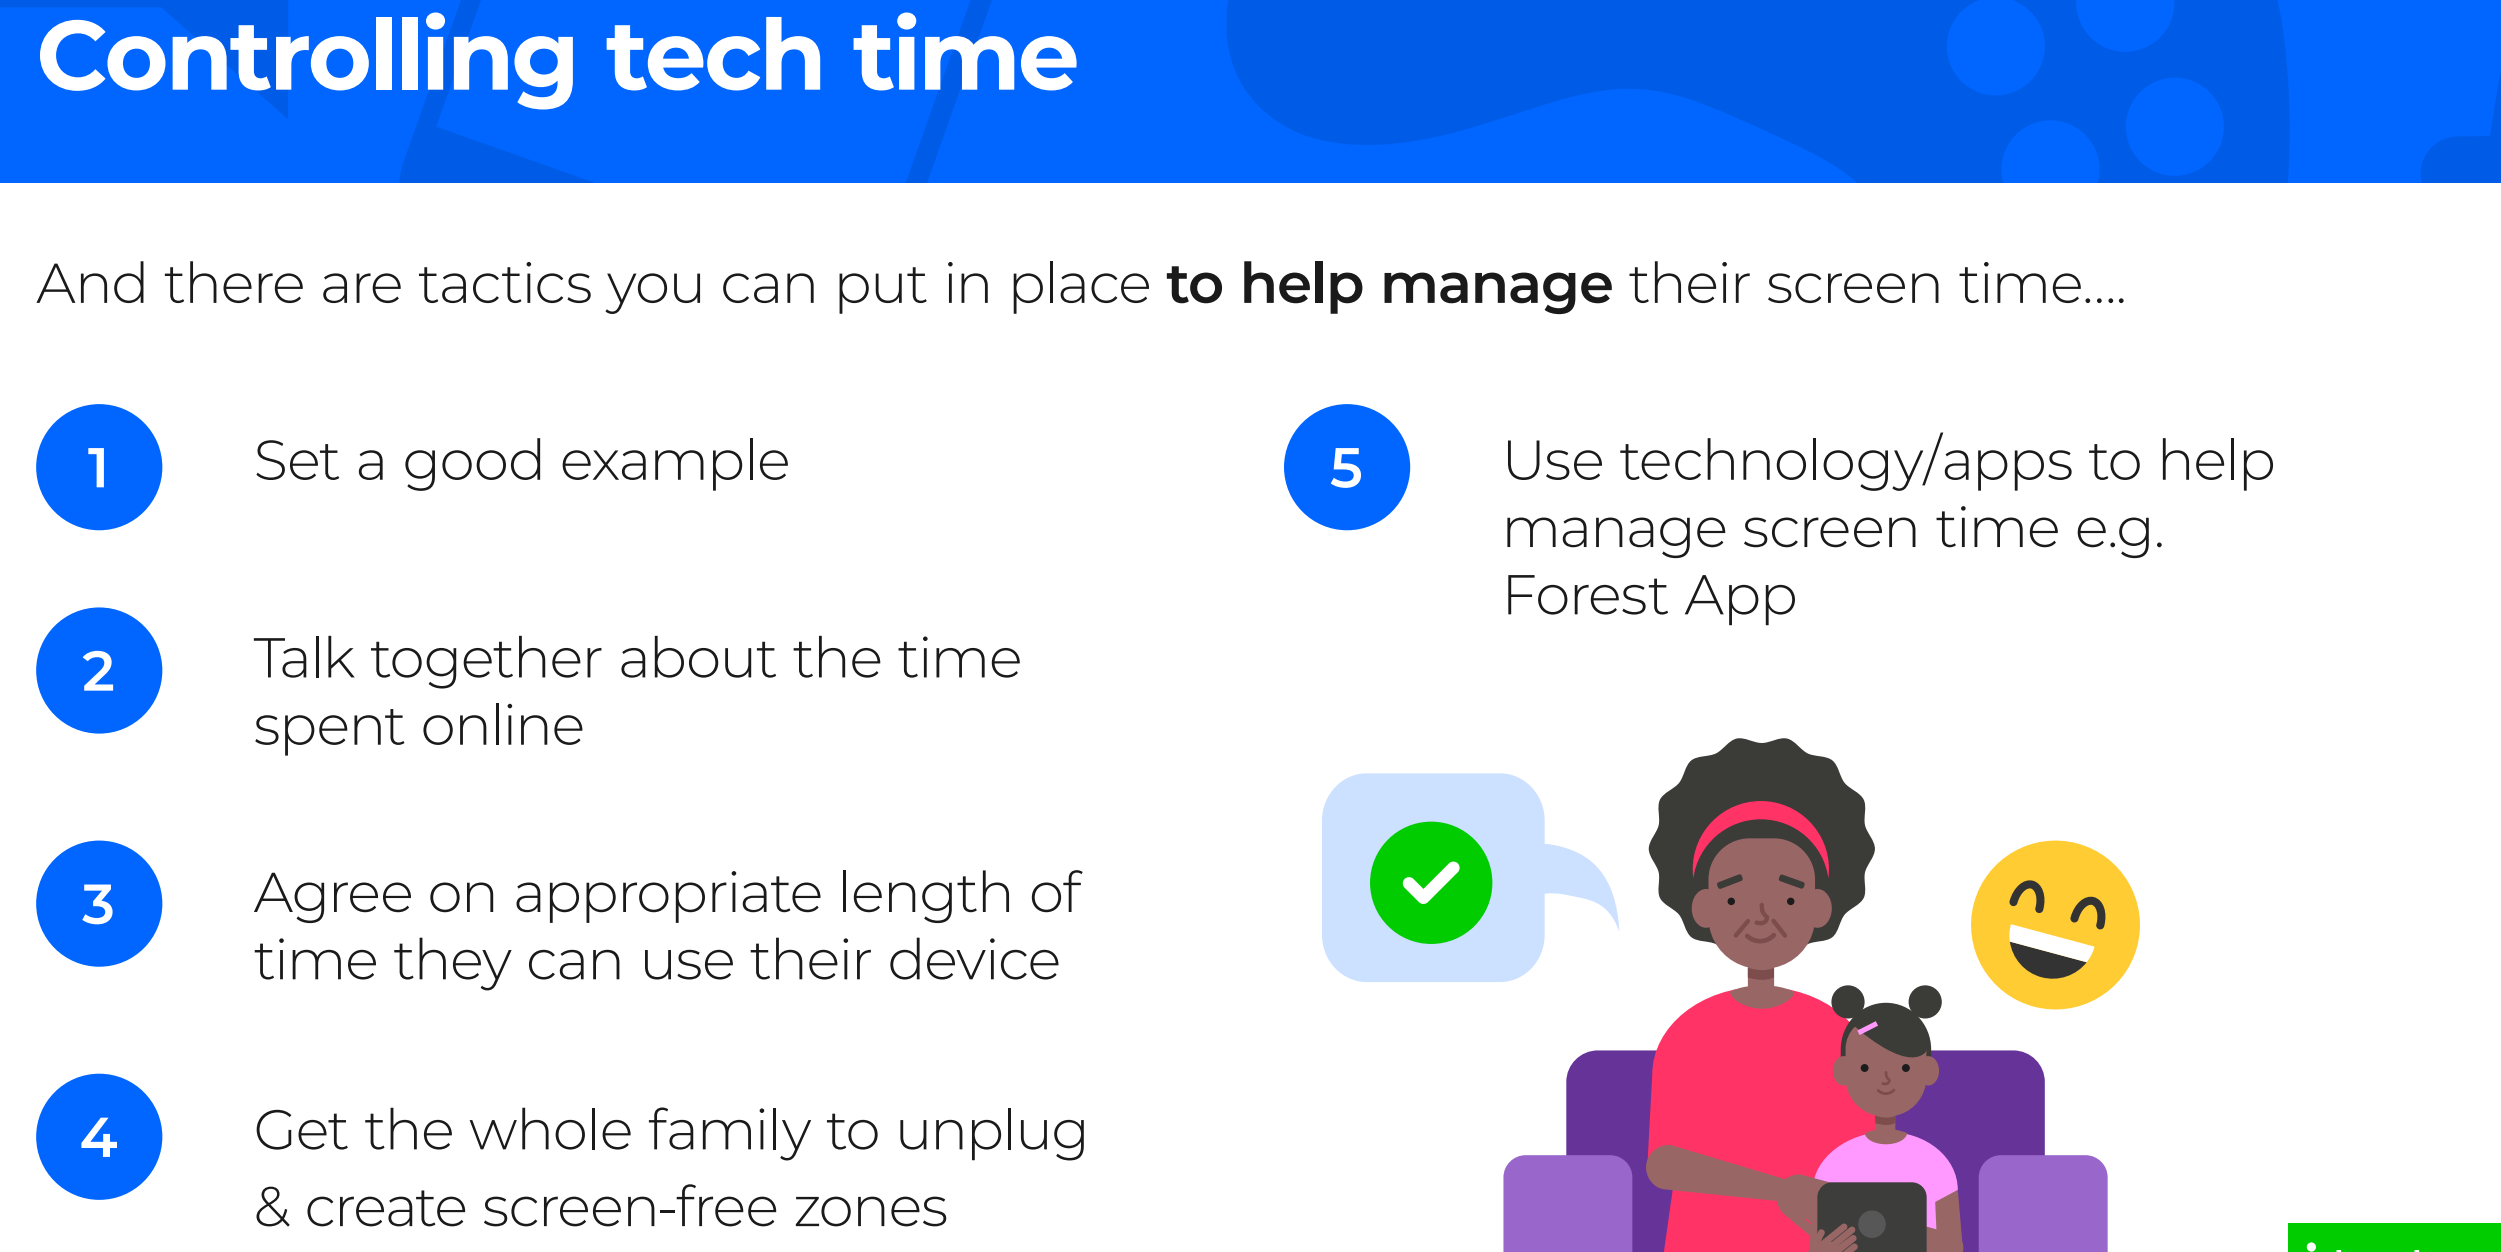 Controlling tech time
And there are tactics you can put in place to help manage their screen time....
1
Set a good example
2
Talk together about the time
spent online
3
Agree on appropriate length of
time they can use their device
4
Get the whole family to unplug
& create screen-free zones
5
Use technology/apps to help
manage screen time e.g.
Forest App